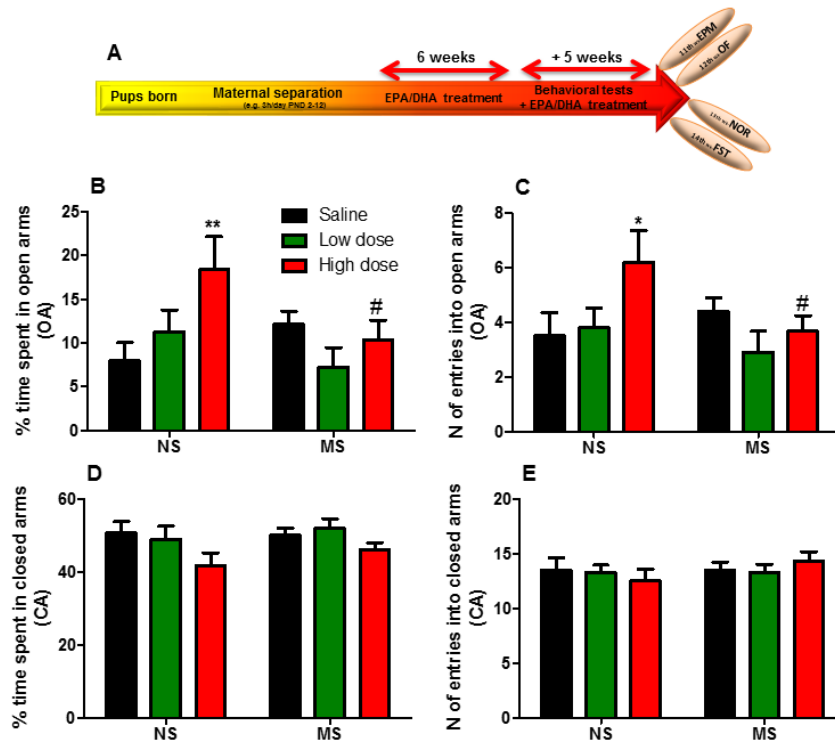 A
6 weeks
+ 5 weeks
Pups born
Maternal separation
(e.g. 3h/day PND 2-12)
EPA/DHA treatment
Behavioral tests
+ EPA/DHA treatment
11th wk EPM
12th wk OF
13th wk NOR
14th wk FST
B
% time spent in open arms
(OA)
25
20
15
10
5
0
**
#
NS
MS
Saline
Low dose
High dose
C
N of entries into open arms
(OA)
8
6
4
2
0
*
#
NS
MS
D
% time spent in closed arms
(CA)
60
40
20
0
NS
MS
E
N of entries into closed arms
(CA)
20
15
10
5
0
NS
MS